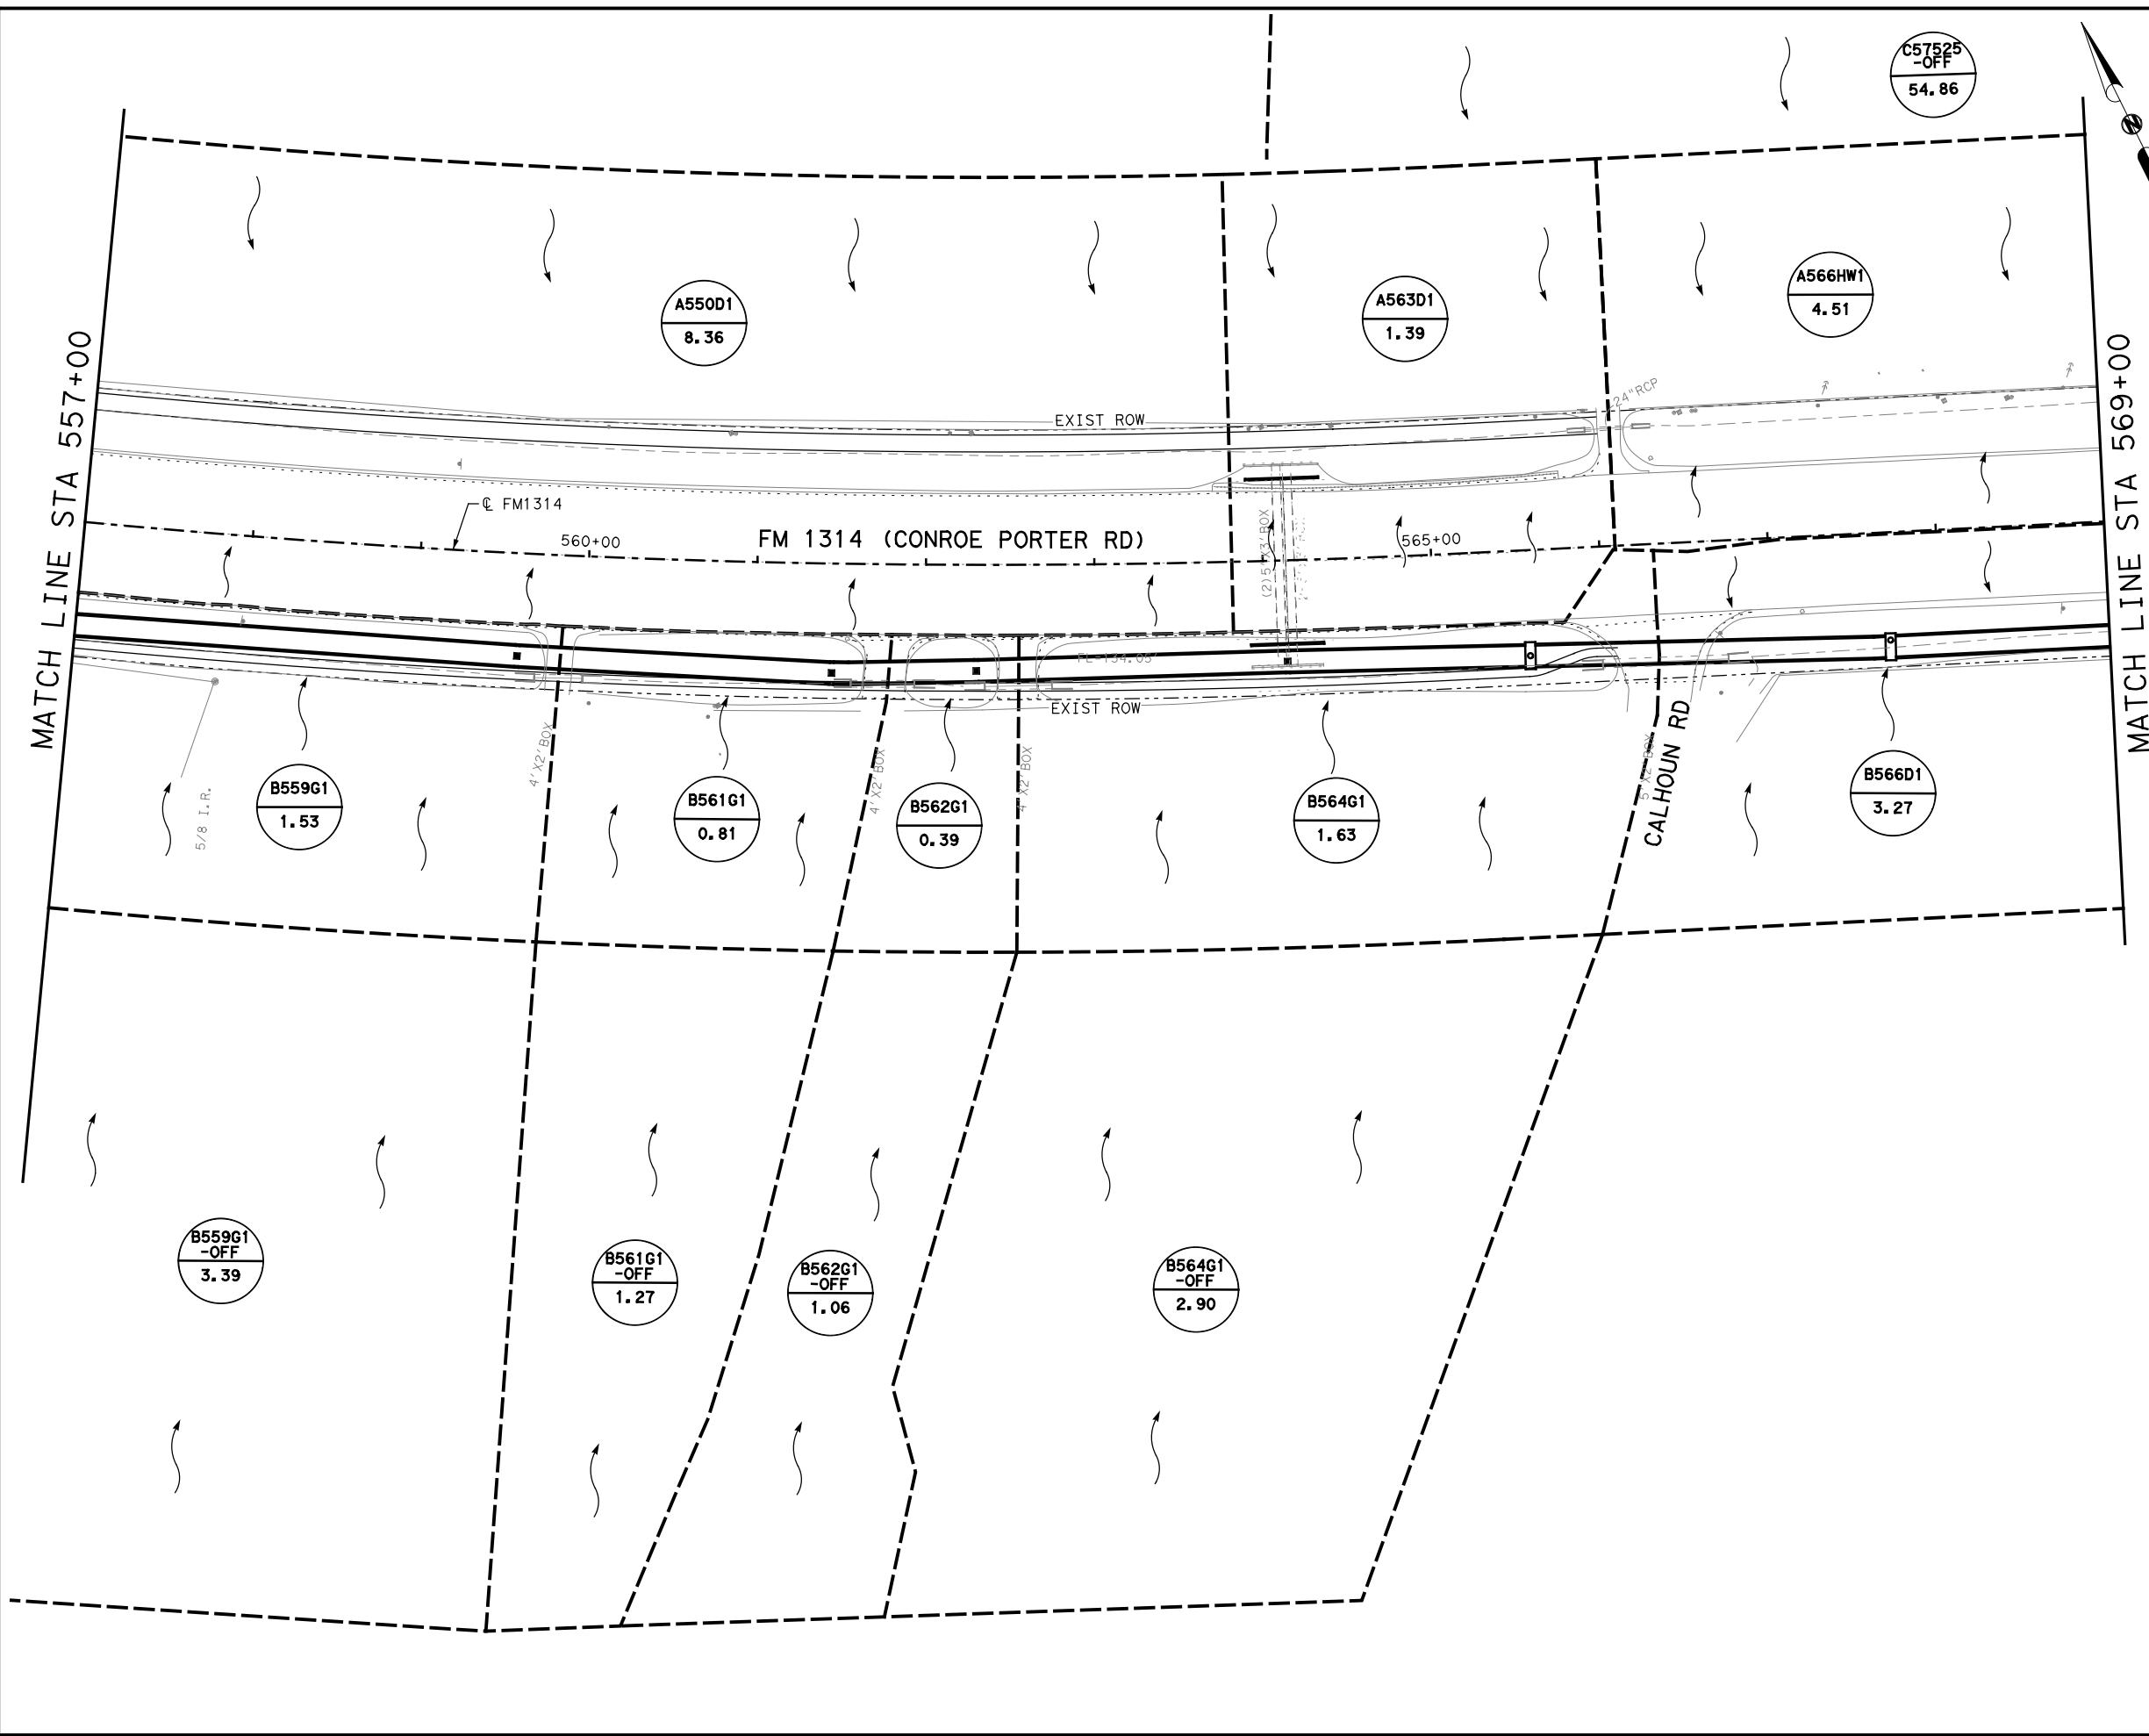 C57525
-OFF
54.86
N
A550D1
8.36
A563D1
1.39
A566HW1
4.51
MATCH LINE STA 557+00
MATCH LINE STA 569+00
24"RCP
EXIST ROW
℄ FM1314
560+00
FM 1314 (CONROE PORTER RD)
565+00
EXIST ROW
4'X2'BOX
4'X2'BOX
4'X2'BOX
5'X2'BOX
CALHOUN RD
5/8 I.R.
B559G1
1.53
B561G1
0.81
B562G1
0.39
B564G1
1.63
B566D1
3.27
B559G1
-OFF
3.39
B561G1
-OFF
1.27
B562G1
-OFF
1.06
B564G1
-OFF
2.90